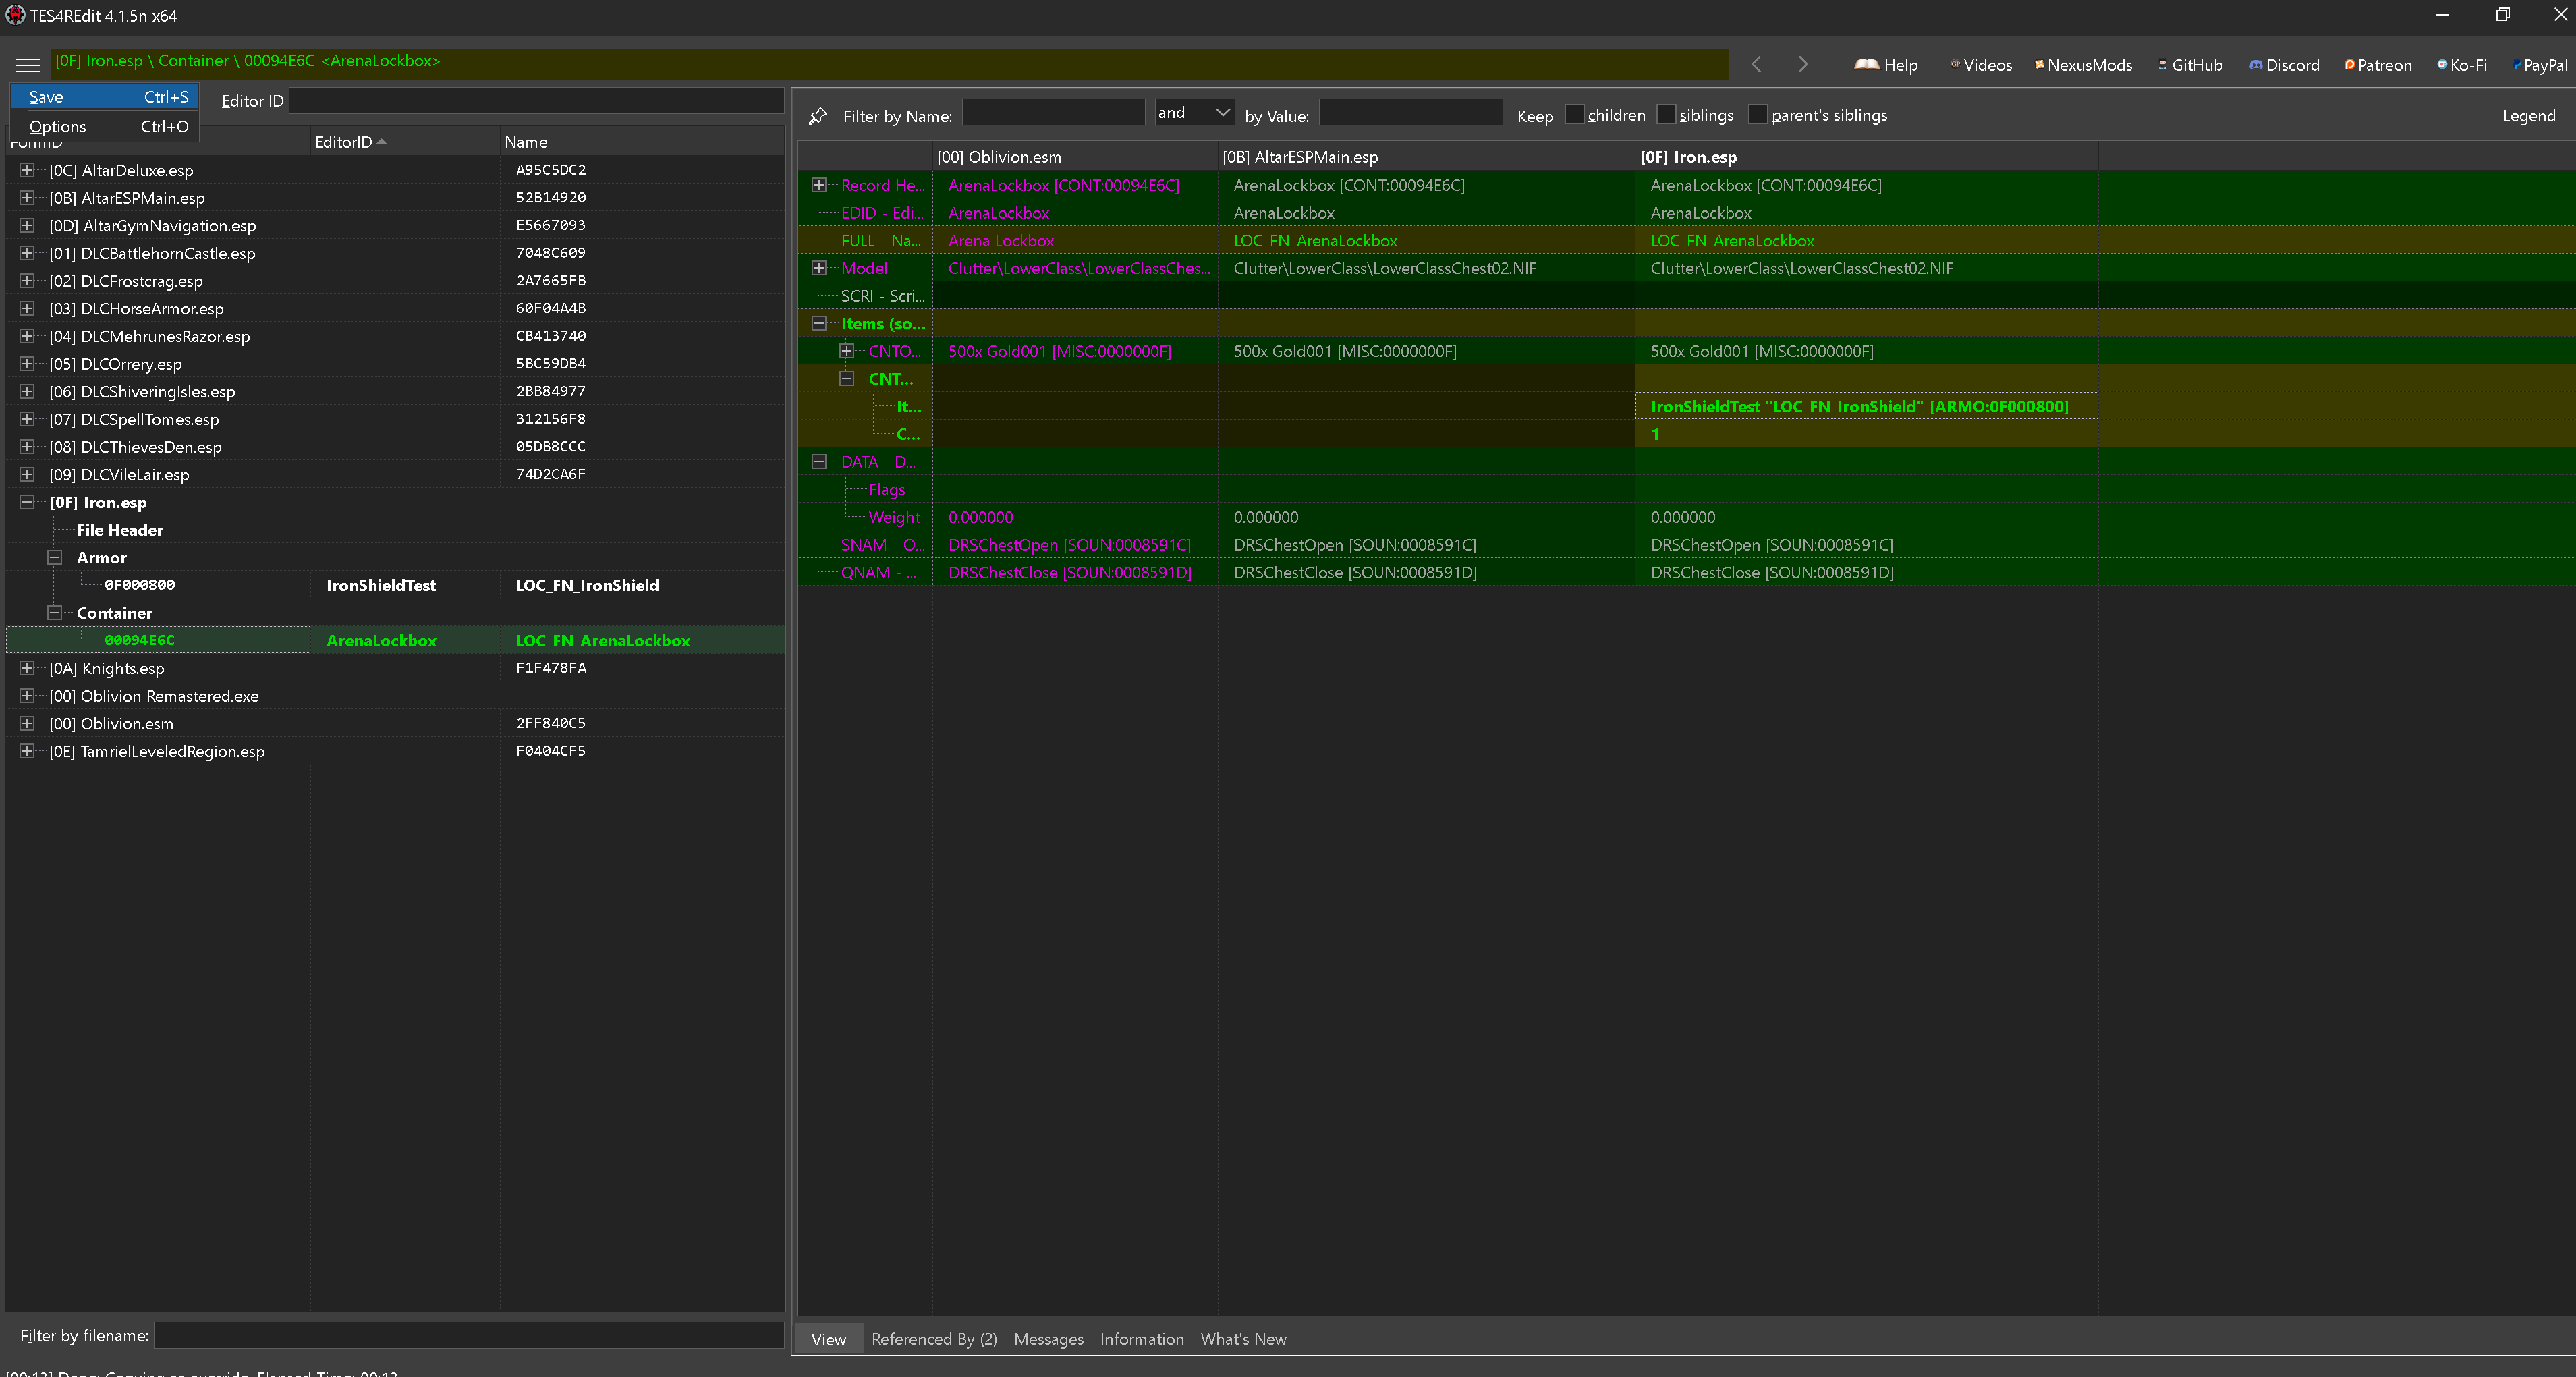 TES4REdit 4.1.5n x64
[0F] Iron.esp \ Container \ 00094E6C <ArenaLockbox>
Help Videos NexusMods GitHub Discord Patreon Ko-Fi PayPal
Save Ctrl+S
Options Ctrl+O
Editor ID
Filter by Name: and by Value: Keep children siblings parent's siblings Legend
FormID EditorID Name
[0C] AltarDeluxe.esp A95C5DC2
[0B] AltarESPMain.esp 52B14920
[0D] AltarGymNavigation.esp E5667093
[01] DLCBattlehornCastle.esp 7048C609
[02] DLCFrostcrag.esp 2A7665FB
[03] DLCHorseArmor.esp 60F04A4B
[04] DLCMehrunesRazor.esp CB413740
[05] DLCOrrery.esp 5BC59DB4
[06] DLCShiveringIsles.esp 2BB84977
[07] DLCSpellTomes.esp 312156F8
[08] DLCThievesDen.esp 05DB8CCC
[09] DLCVileLair.esp 74D2CA6F
[0F] Iron.esp
File Header
Armor
0F000800 IronShieldTest LOC_FN_IronShield
Container
00094E6C ArenaLockbox LOC_FN_ArenaLockbox
[0A] Knights.esp F1F478FA
[00] Oblivion Remastered.exe
[00] Oblivion.esm 2FF840C5
[0E] TamrielLeveledRegion.esp F0404CF5
Filter by filename:
[00] Oblivion.esm [0B] AltarESPMain.esp [0F] Iron.esp
Record He... ArenaLockbox [CONT:00094E6C] ArenaLockbox [CONT:00094E6C] ArenaLockbox [CONT:00094E6C]
EDID - Edi... ArenaLockbox ArenaLockbox ArenaLockbox
FULL - Na... Arena Lockbox LOC_FN_ArenaLockbox LOC_FN_ArenaLockbox
Model Clutter\LowerClass\LowerClassChes... Clutter\LowerClass\LowerClassChest02.NIF Clutter\LowerClass\LowerClassChest02.NIF
SCRI - Scri...
Items (so...
CNTO... 500x Gold001 [MISC:0000000F] 500x Gold001 [MISC:0000000F] 500x Gold001 [MISC:0000000F]
CNT...
It... IronShieldTest "LOC_FN_IronShield" [ARMO:0F000800]
C... 1
DATA - D...
Flags
Weight 0.000000 0.000000 0.000000
SNAM - O... DRSChestOpen [SOUN:0008591C] DRSChestOpen [SOUN:0008591C] DRSChestOpen [SOUN:0008591C]
QNAM - ... DRSChestClose [SOUN:0008591D] DRSChestClose [SOUN:0008591D] DRSChestClose [SOUN:0008591D]
View Referenced By (2) Messages Information What's New
[00:13] Done: Copying as override, Elapsed Time: 00:13